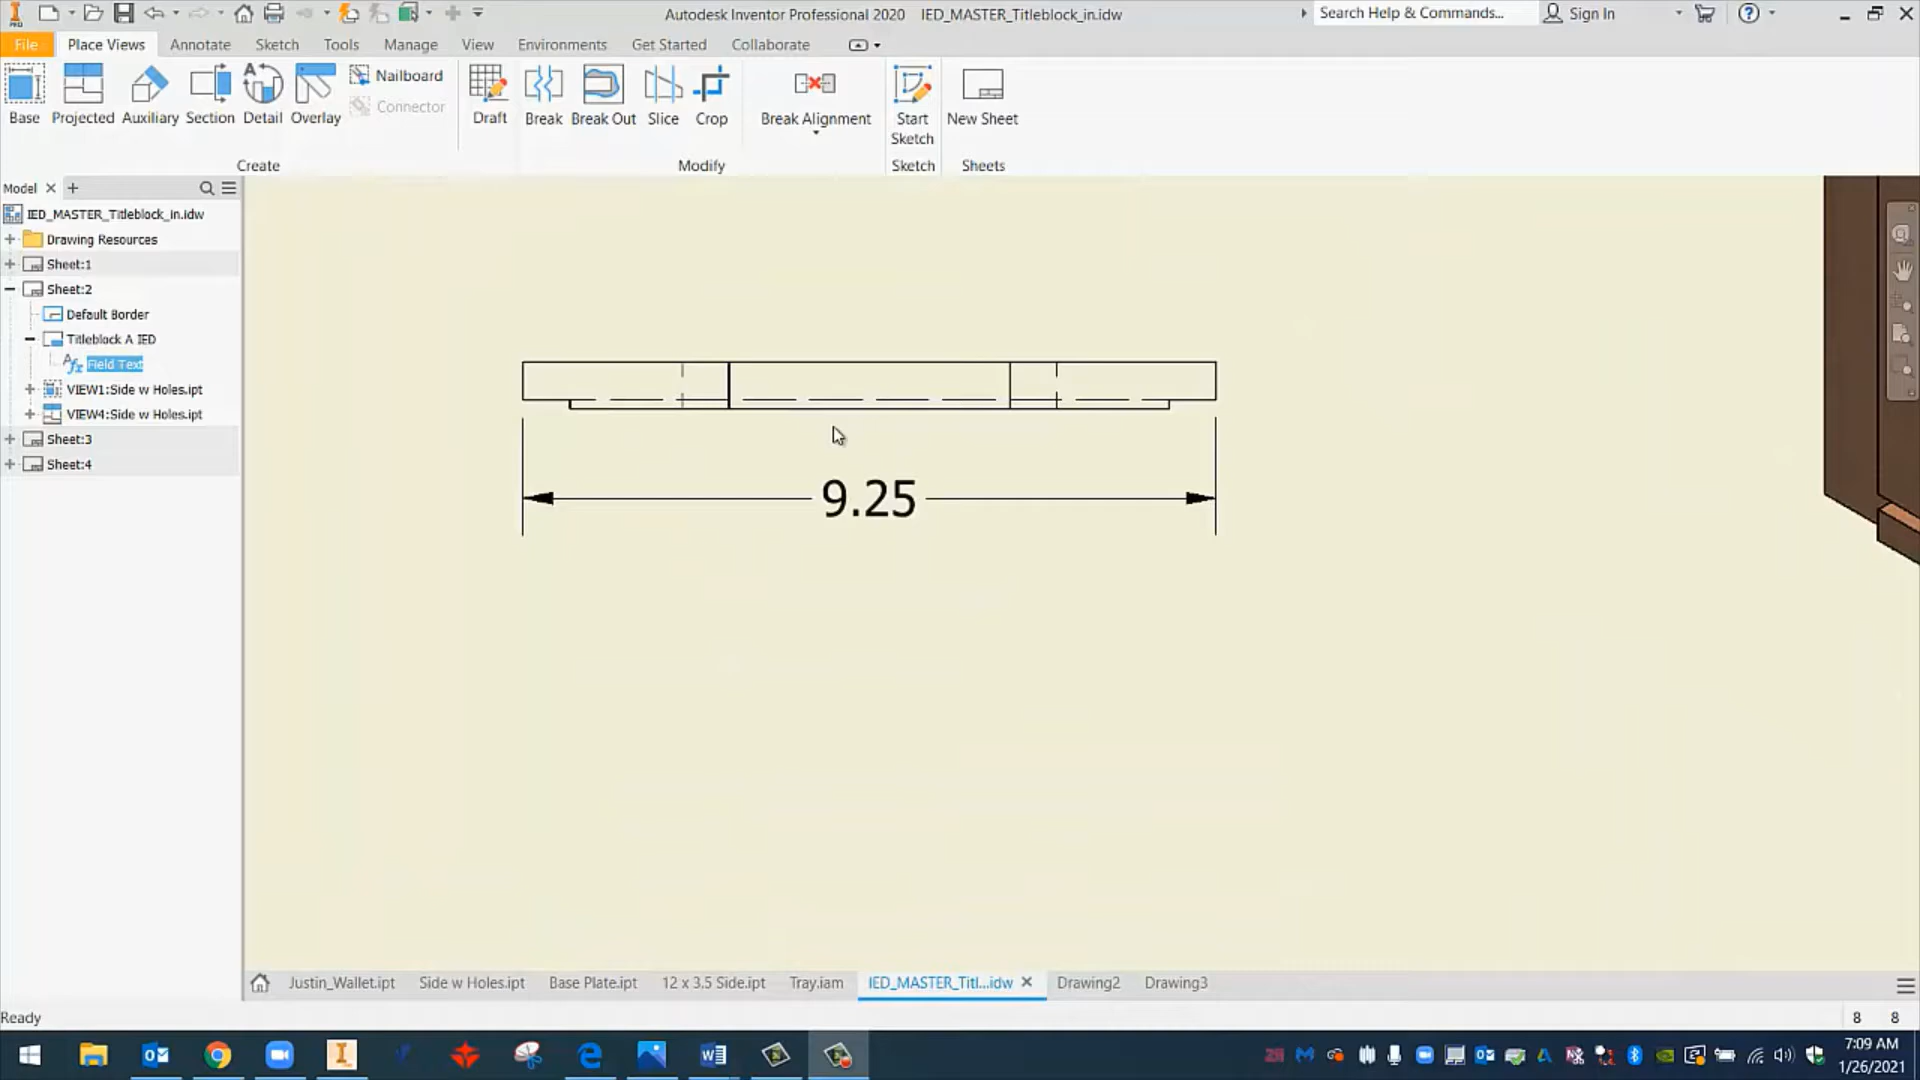 Autodesk Inventor Professional 2020 IED_MASTER_Titleblock_in.idw
Search Help & Commands... Sign In
File Place Views Annotate Sketch Tools Manage View Environments Get Started Collaborate
Base Projected Auxiliary Section Detail Overlay
Nailboard
Connector
Draft Break Break Out Slice Crop
Break Alignment
Start
Sketch
New Sheet
Create Modify Sketch Sheets
Model
IED_MASTER_Titleblock_in.idw
Drawing Resources
Sheet:1
Sheet:2
Default Border
Titleblock A IED
Field Text
VIEW1:Side w Holes.ipt
VIEW4:Side w Holes.ipt
Sheet:3
Sheet:4
9.25
Justin_Wallet.ipt Side w Holes.ipt Base Plate.ipt 12 x 3.5 Side.ipt Tray.iam IED_MASTER_Titl...idw Drawing2 Drawing3
Ready 8 8
7:09 AM
1/26/2021